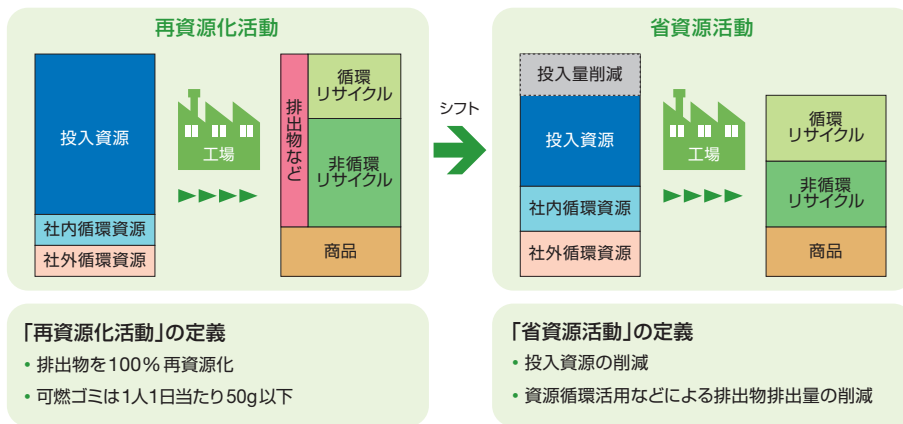 再資源化活動
投入資源
社内循環資源
社外循環資源
工場
排出物など
循環
リサイクル
非循環
リサイクル
商品
シフト
省資源活動
投入量削減
投入資源
社内循環資源
社外循環資源
工場
循環
リサイクル
非循環
リサイクル
商品
「再資源化活動」の定義
・排出物を100%再資源化
・可燃ゴミは1人1日当たり50g以下
「省資源活動」の定義
・投入資源の削減
・資源循環活用などによる排出物排出量の削減